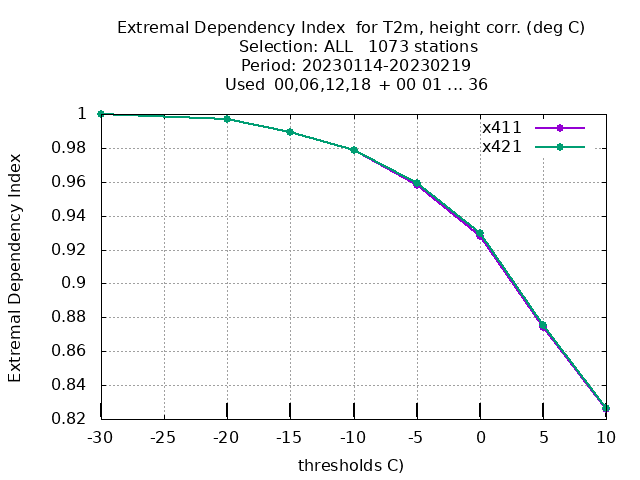 Extremal Dependency Index  for T2m, height corr. (deg C)
Selection: ALL   1073 stations
Period: 20230114-20230219
Used  00,06,12,18  + 00 01 ... 36
x411
x421
1
0.98
0.96
0.94
0.92
0.9
0.88
0.86
0.84
0.82
Extremal Dependency Index
-30 -25 -20 -15 -10 -5 0 5 10
thresholds C)